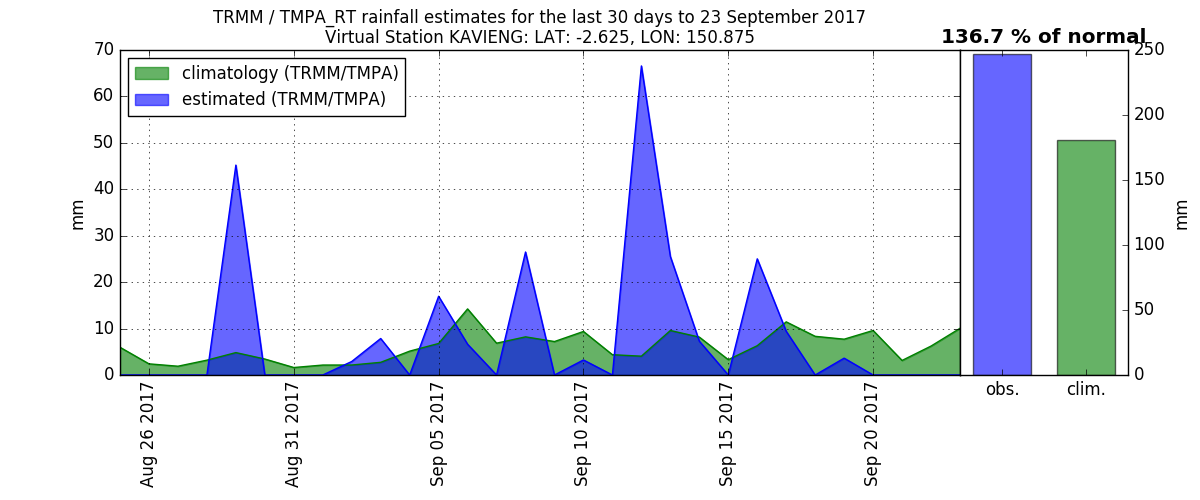 TRMM / TMPA_RT rainfall estimates for the last 30 days to 23 September 2017
Virtual Station KAVIENG: LAT: -2.625, LON: 150.875
136.7 % of normal
climatology (TRMM/TMPA)
estimated (TRMM/TMPA)
70
60
50
40
30
20
10
0
mm
Aug 26 2017
Aug 31 2017
Sep 05 2017
Sep 10 2017
Sep 15 2017
Sep 20 2017
250
200
150
100
50
0
mm
obs.
clim.